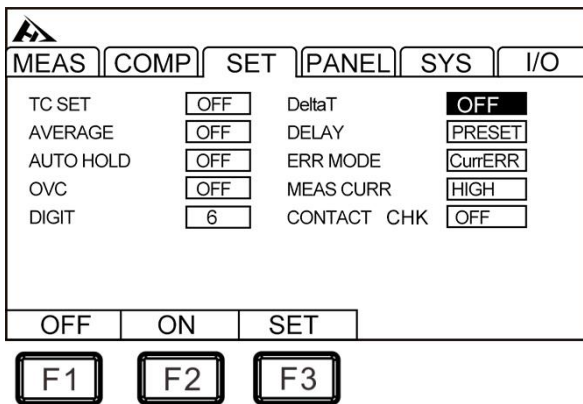 MEAS COMP SET PANEL SYS I/O
TC SET OFF DeltaT OFF
AVERAGE OFF DELAY PRESET
AUTO HOLD OFF ERR MODE CurrERR
OVC OFF MEAS CURR HIGH
DIGIT 6 CONTACT CHK OFF
OFF ON SET
F1 F2 F3